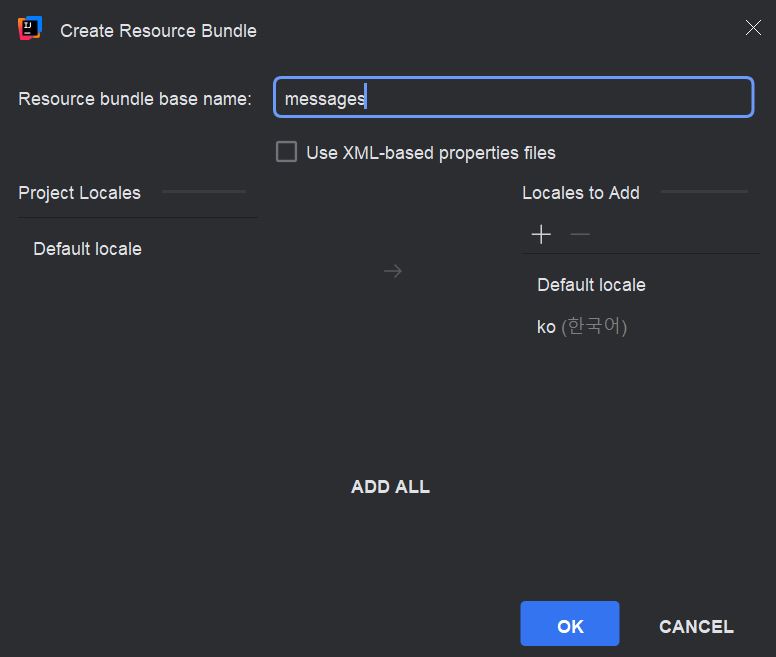 Create Resource Bundle
Resource bundle base name: messages
Use XML-based properties files
Project Locales
Locales to Add
Default locale
Default locale
ko (한국어)
ADD ALL
OK CANCEL